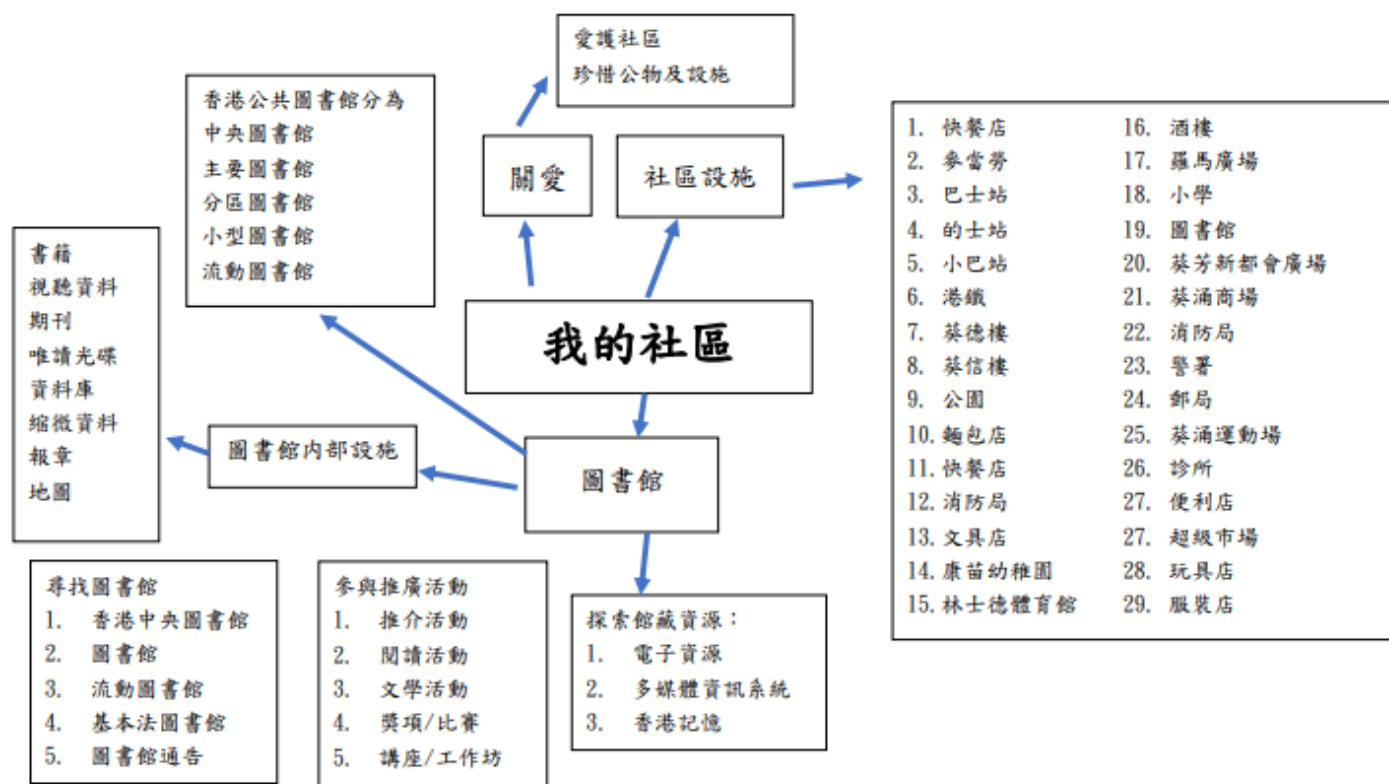 愛護社區
珍惜公物及設施
香港公共圖書館分為
中央圖書館
主要圖書館
分區圖書館
小型圖書館
流動圖書館
關愛
社區設施
1. 快餐店
2. 麥當勞
3. 巴士站
4. 的士站
5. 小巴站
6. 港鐵
7. 葵德樓
8. 葵信樓
9. 公園
10. 麵包店
11. 快餐店
12. 消防局
13. 文具店
14. 康苗幼稚園
15. 林士德體育館
16. 酒樓
17. 羅馬廣場
18. 小學
19. 圖書館
20. 葵芳新都會廣場
21. 葵涌商場
22. 消防局
23. 警署
24. 郵局
25. 葵涌運動場
26. 診所
27. 便利店
27. 超級市場
28. 玩具店
29. 服裝店
我的社區
書籍
視聽資料
期刊
唯讀光碟
資料庫
縮微資料
報章
地圖
圖書館內部設施
圖書館
尋找圖書館
1. 香港中央圖書館
2. 圖書館
3. 流動圖書館
4. 基本法圖書館
5. 圖書館通告
參與推廣活動
1. 推介活動
2. 閱讀活動
3. 文學活動
4. 獎項/比賽
5. 講座/工作坊
探索館藏資源：
1. 電子資源
2. 多媒體資訊系統
3. 香港記憶